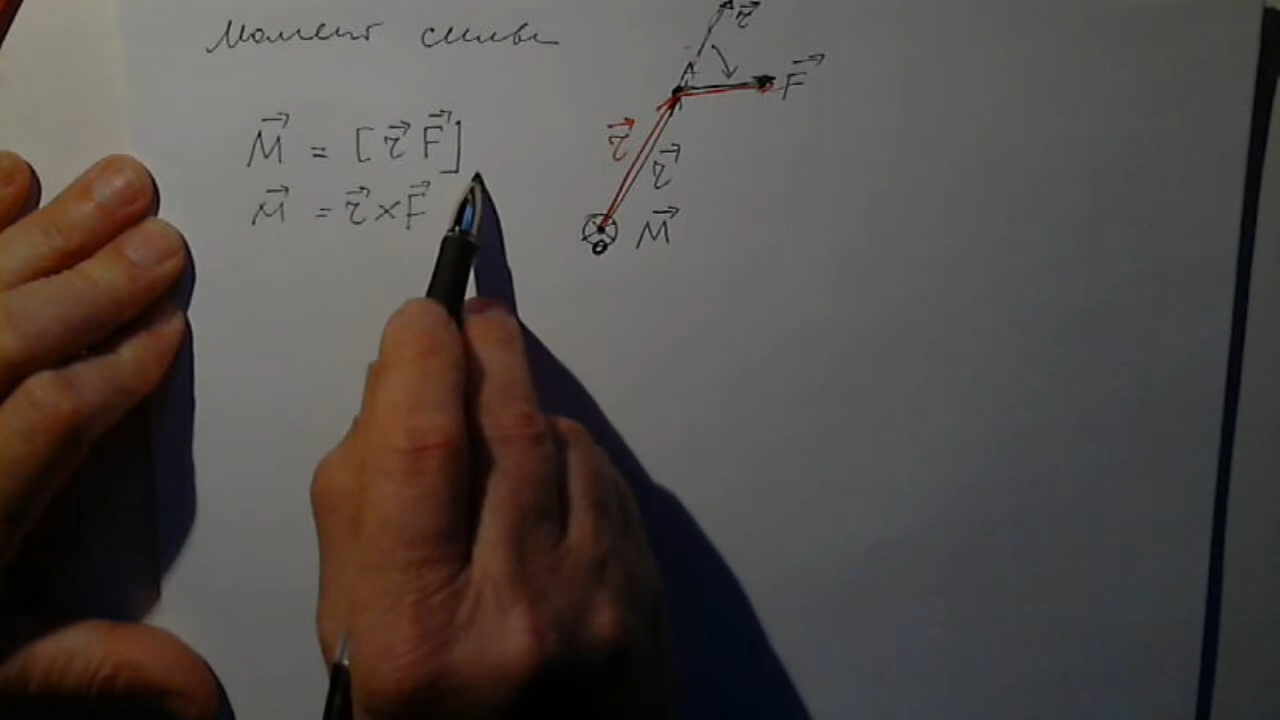 Момент силы
M⃗ = [r⃗ F⃗]
M⃗ = r⃗ × F⃗
r⃗
A
F⃗
r⃗
r⃗
M⃗
O